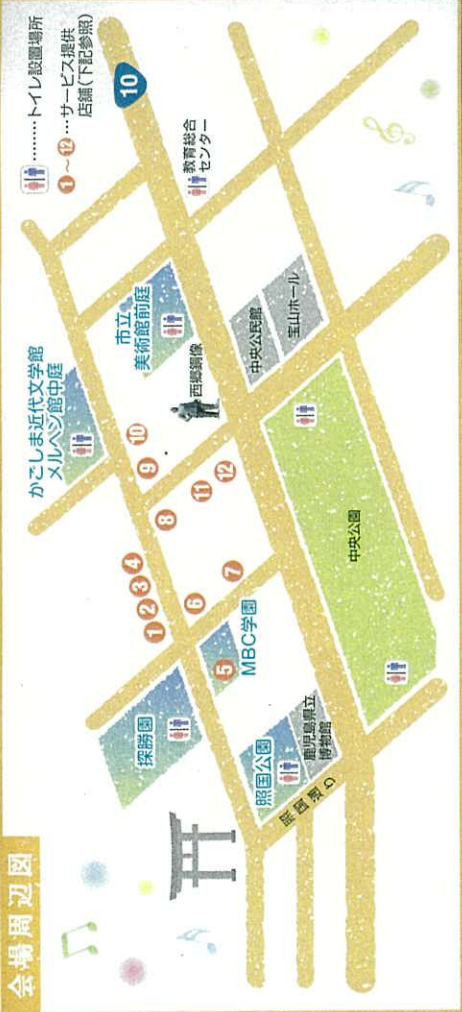 会場周辺図
………トイレ設置場所
1～12…サービス提供
店舗(下記参照)
かごしま近代文学館
メルヘン館中庭
市立
美術館前庭
10
教育総合
センター
西郷銅像
中央公民館
宝山ホール
1 2 3 4
5
6
7
8
9
10
11
12
探勝園
MBC学園
照国公園
鹿児島県立
博物館
照国通り
中央公園